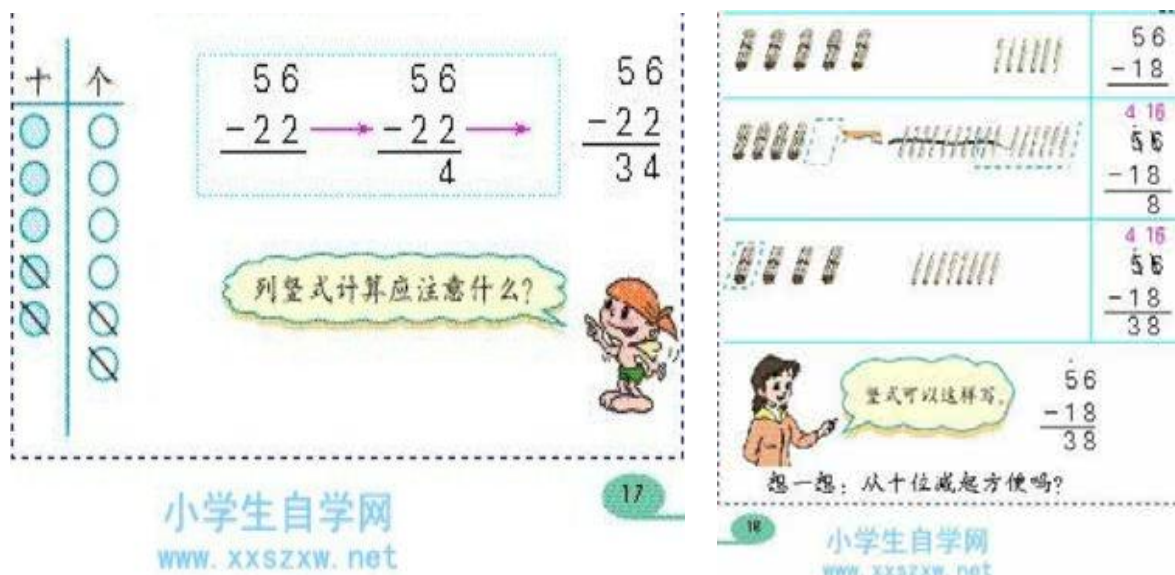 十 个
56 56 56
-22 -22 -22
4 34
列竖式计算应注意什么?
17
小学生自学网
www.xxszxw.net
56
-18
4 16
56
-18
8
4 16
56
-18
38
竖式可以这样写。
56
-18
38
想一想：从十位减起方便吗?
18
小学生自学网
www.xxszxw.net